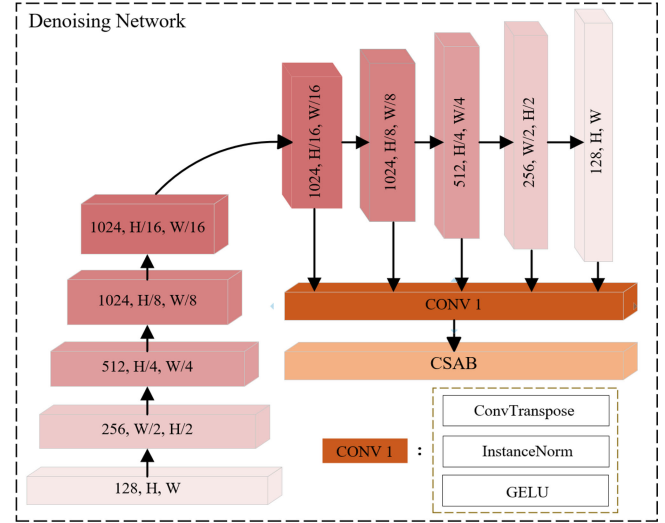 Denoising Network
1024, H/16, W/16
1024, H/8, W/8
512, H/4, W/4
256, W/2, H/2
128, H, W
1024, H/16, W/16
1024, H/8, W/8
512, H/4, W/4
256, W/2, H/2
128, H, W
CONV 1
CSAB
CONV 1 :
ConvTranspose
InstanceNorm
GELU